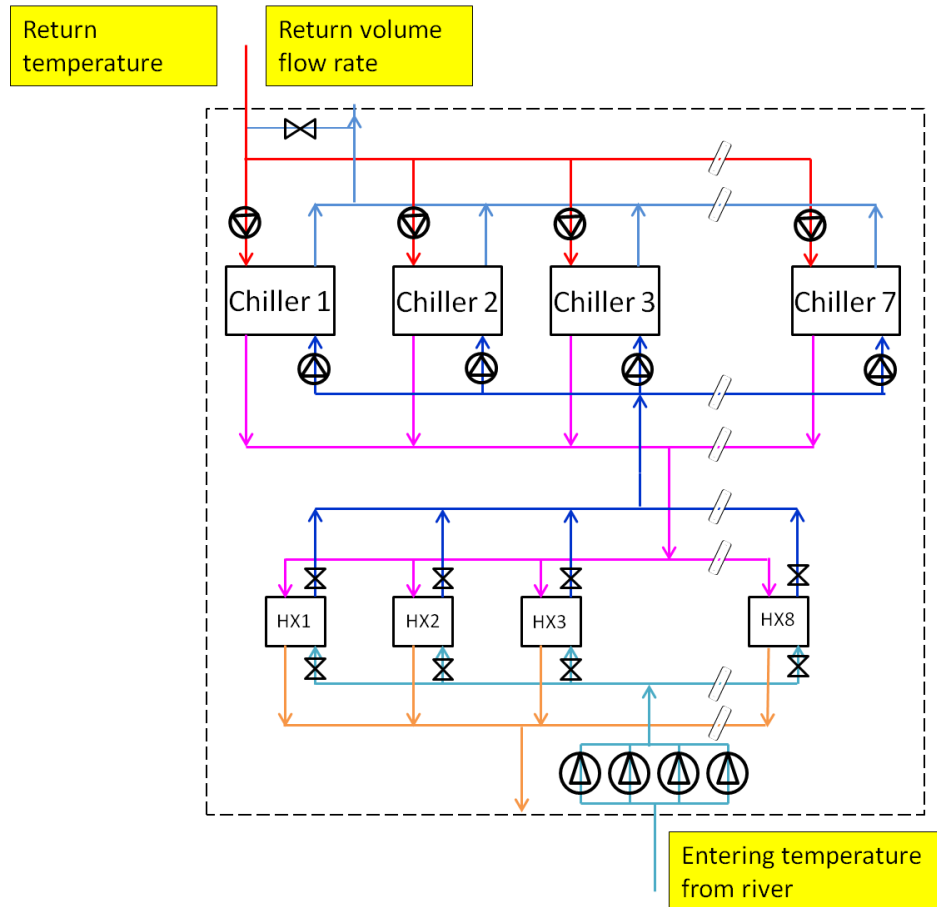 Return
temperature
Return volume
flow rate
Chiller 1
Chiller 2
Chiller 3
Chiller 7
HX1
HX2
HX3
HX8
Entering temperature
from river